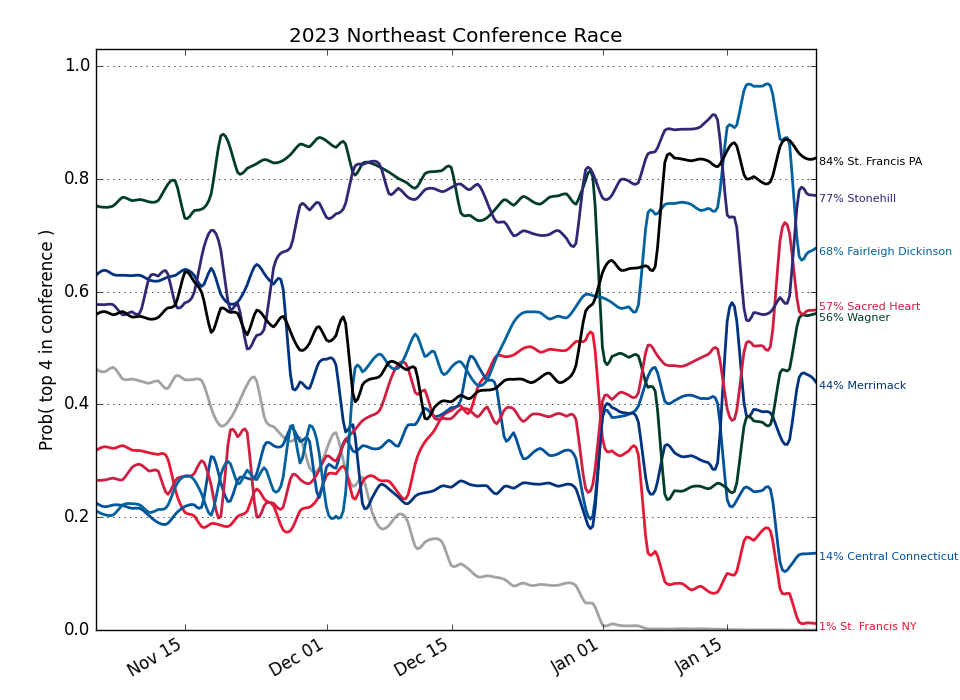 2023 Northeast Conference Race
Prob( top 4 in conference )
1.0
0.8
0.6
0.4
0.2
0.0
Nov 15
Dec 01
Dec 15
Jan 01
Jan 15
84% St. Francis PA
77% Stonehill
68% Fairleigh Dickinson
57% Sacred Heart
56% Wagner
44% Merrimack
14% Central Connecticut
1% St. Francis NY